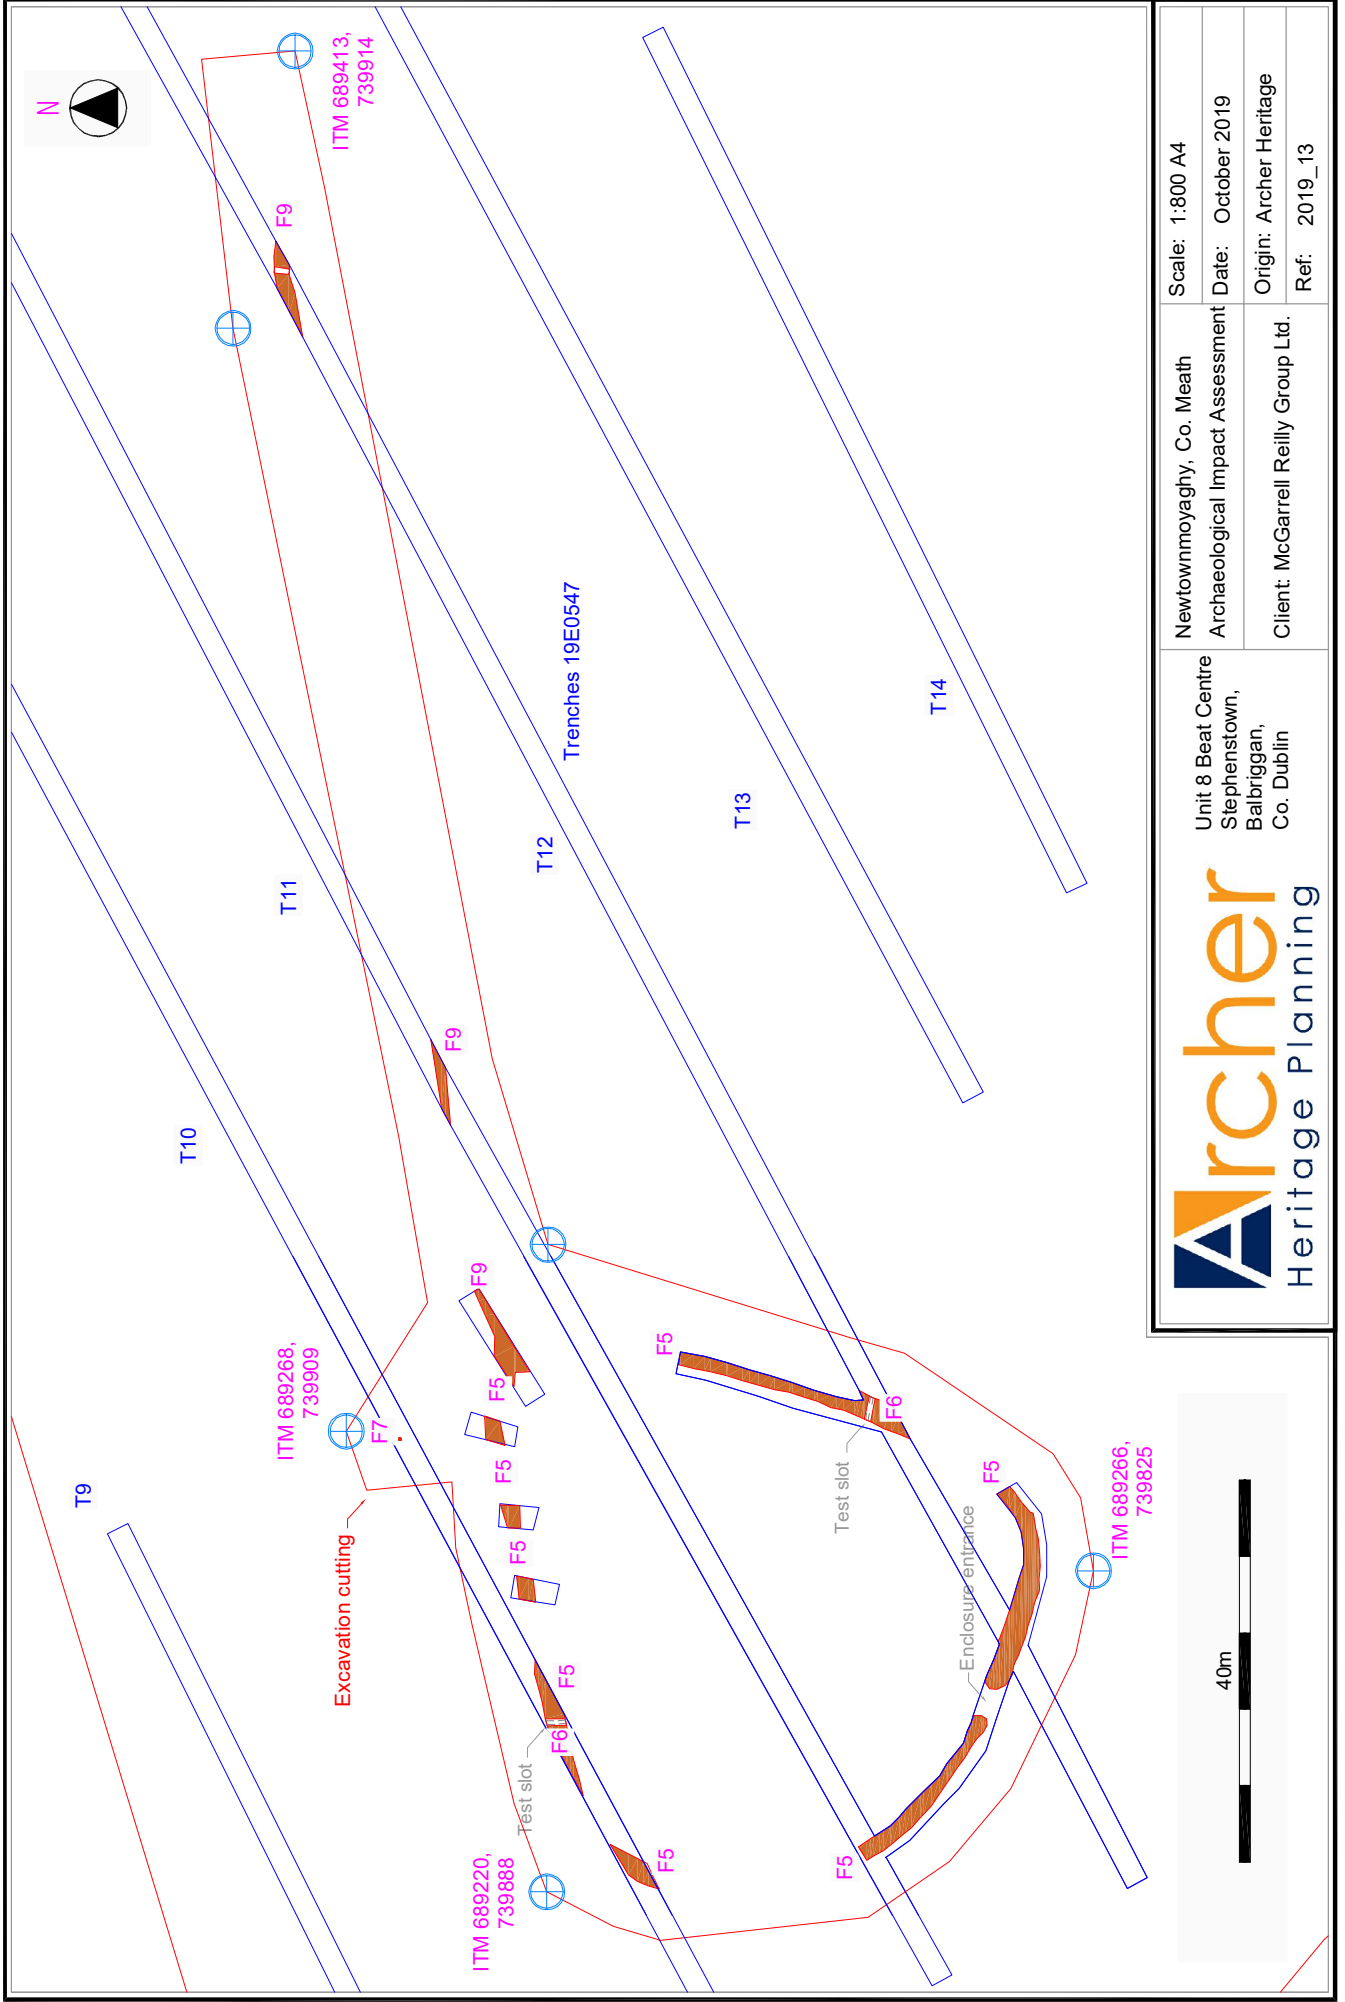 N
ITM 689413,
739914
F9
T11
T10
Trenches 19E0547
T12
T13
T14
F9
ITM 689268,
739909
F7
F9
F5
F5
F5
T9
Excavation cutting
F5
F6
Test slot
F5
ITM 689220,
739888
F5
F6
Test slot
F5
Enclosure entrance
F5
ITM 689266,
739825
40m
Archer
Heritage Planning
Unit 8 Beat Centre
Stephenstown,
Balbriggan,
Co. Dublin
Newtownmoyaghy, Co. Meath
Archaeological Impact Assessment
Client: McGarrell Reilly Group Ltd.
Scale: 1:800 A4
Date: October 2019
Origin: Archer Heritage
Ref: 2019_13